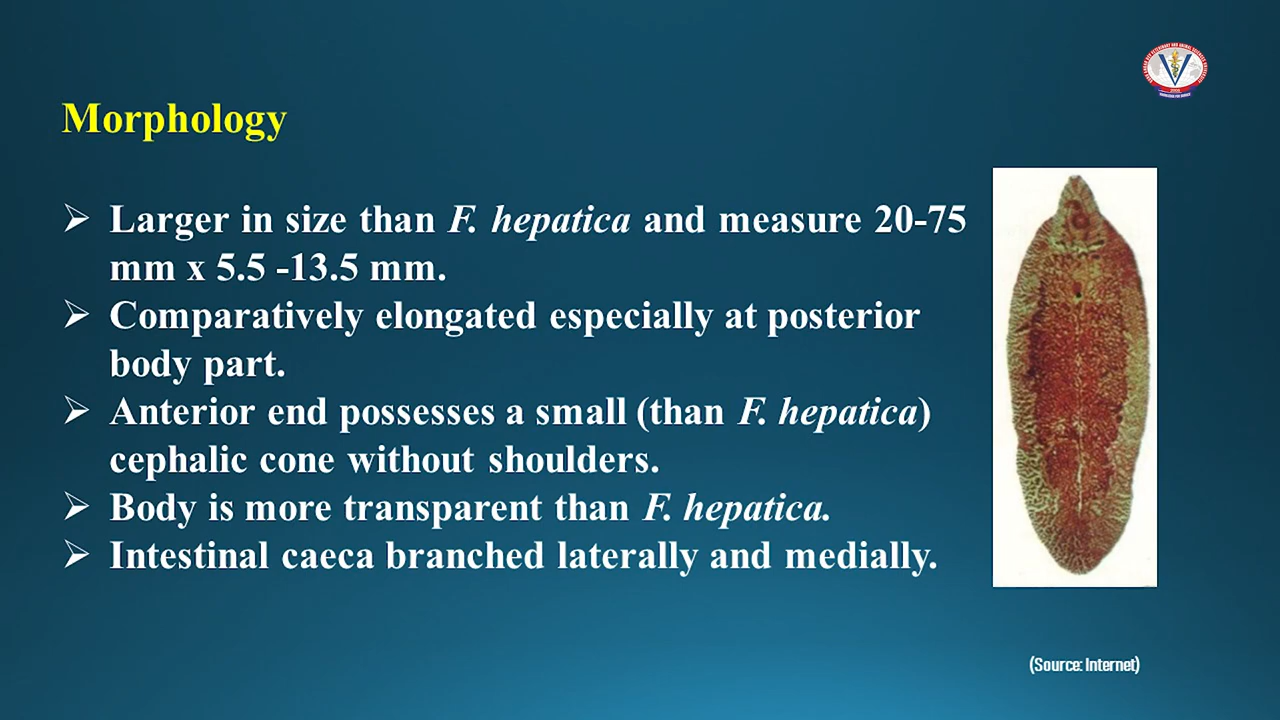 Morphology
➢ Larger in size than F. hepatica and measure 20-75
mm x 5.5 -13.5 mm.
➢ Comparatively elongated especially at posterior
body part.
➢ Anterior end possesses a small (than F. hepatica)
cephalic cone without shoulders.
➢ Body is more transparent than F. hepatica.
➢ Intestinal caeca branched laterally and medially.
(Source: Internet)